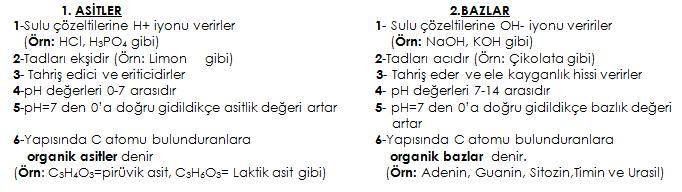 1. ASİTLER
1-Sulu çözeltilerine H+ iyonu verirler
(Örn: HCl, H₃PO₄ gibi)
2-Tadları ekşidir (Örn: Limon gibi)
3- Tahriş edici ve eriticidirler
4-pH değerleri 0-7 arasıdır
5-pH=7 den 0'a doğru gidildikçe asitlik değeri artar
6-Yapısında C atomu bulunduranlara
organik asitler denir
(Örn: C₃H₄O₃=pirüvik asit, C₃H₆O₃= Laktik asit gibi)
2.BAZLAR
1- Sulu çözeltilerine OH- iyonu veriirler
(Örn: NaOH, KOH gibi)
2-Tadları acıdır (Örn: Çikolata gibi)
3- Tahriş eder ve ele kayganlık hissi verirler
4- pH değerleri 7-14 arasıdır
5- pH=7 den 0'a doğru gidildikçe bazlık değeri
artar
6-Yapısında C atomu bulunduranlara
organik bazlar denir.
(Örn: Adenin, Guanin, Sitozin,Timin ve Urasil)